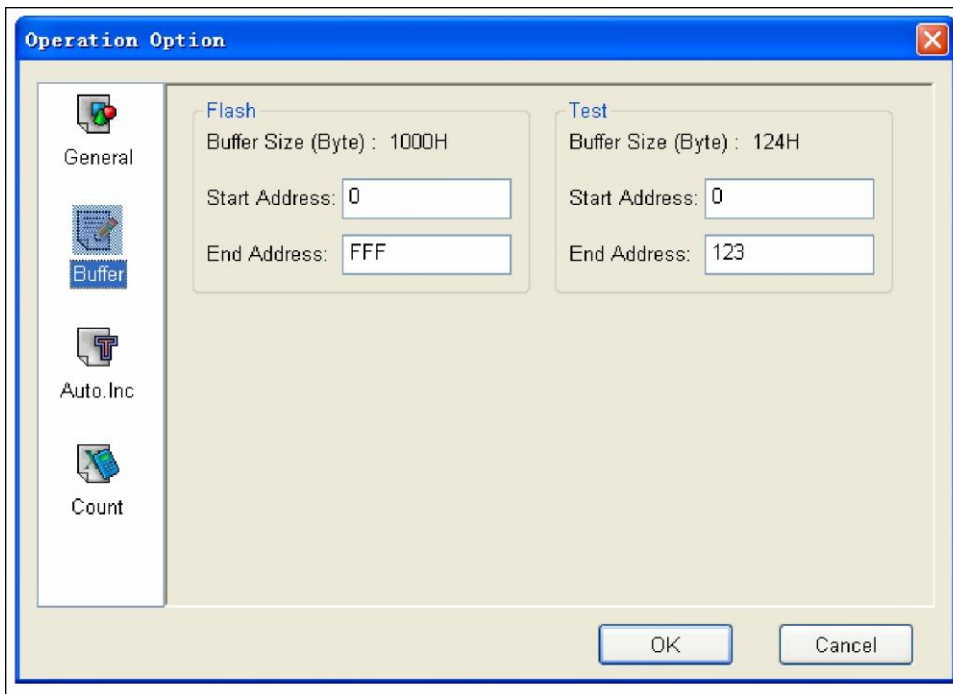 Operation Option
General
Buffer
Auto.Inc
Count
Flash
Buffer Size (Byte) : 1000H
Start Address: 0
End Address: FFF
Test
Buffer Size (Byte) : 124H
Start Address: 0
End Address: 123
OK
Cancel